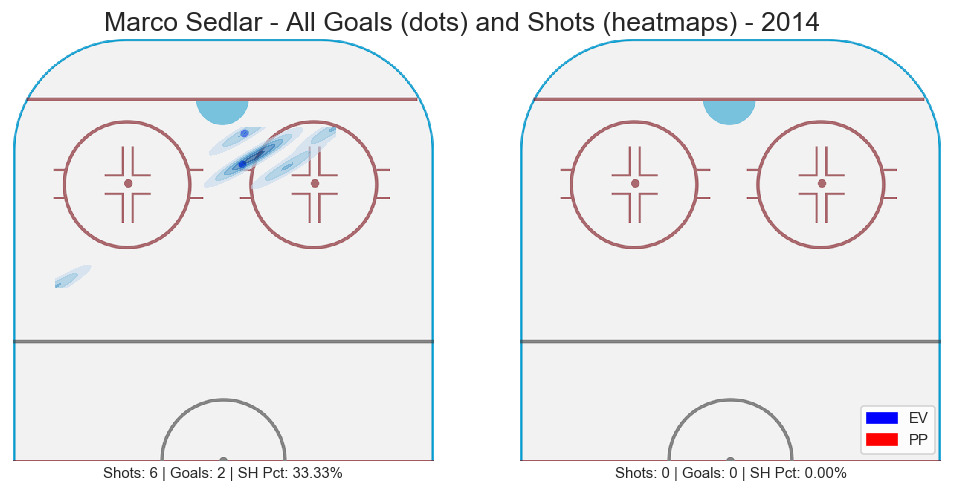 Marco Sedlar - All Goals (dots) and Shots (heatmaps) - 2014
EV
PP
Shots: 6 | Goals: 2 | SH Pct: 33.33%
Shots: 0 | Goals: 0 | SH Pct: 0.00%